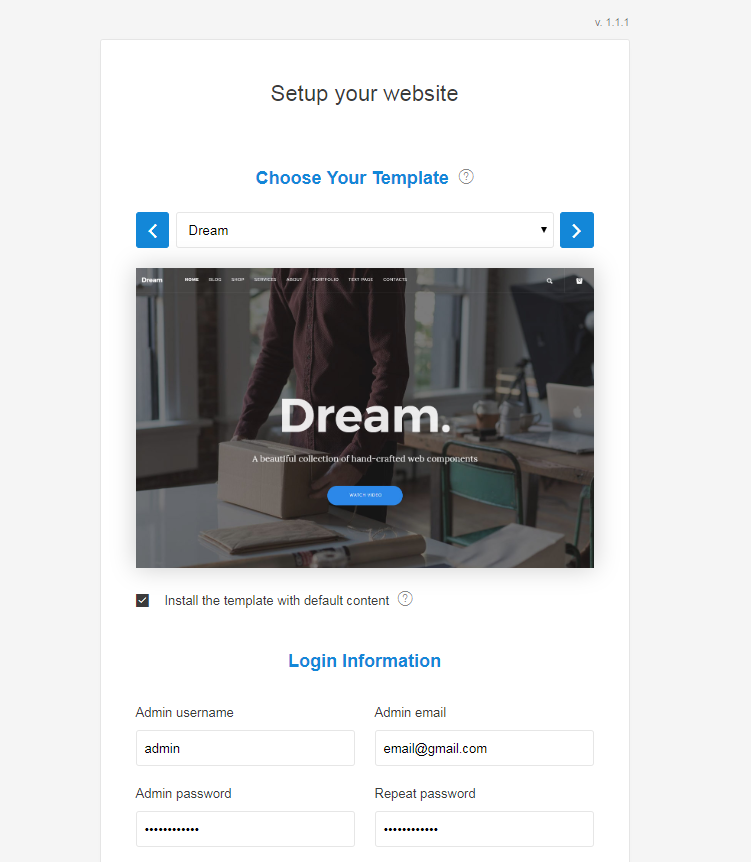 v. 1.1.1
Setup your website
Choose Your Template ?
Dream
Dream HOME BLOG SHOP SERVICES ABOUT PORTFOLIO TEXT PAGE CONTACTS
Dream.
A beautiful collection of hand-crafted web components
WATCH VIDEO
Install the template with default content ?
Login Information
Admin username Admin email
admin email@gmail.com
Admin password Repeat password
•••••••••••• ••••••••••••